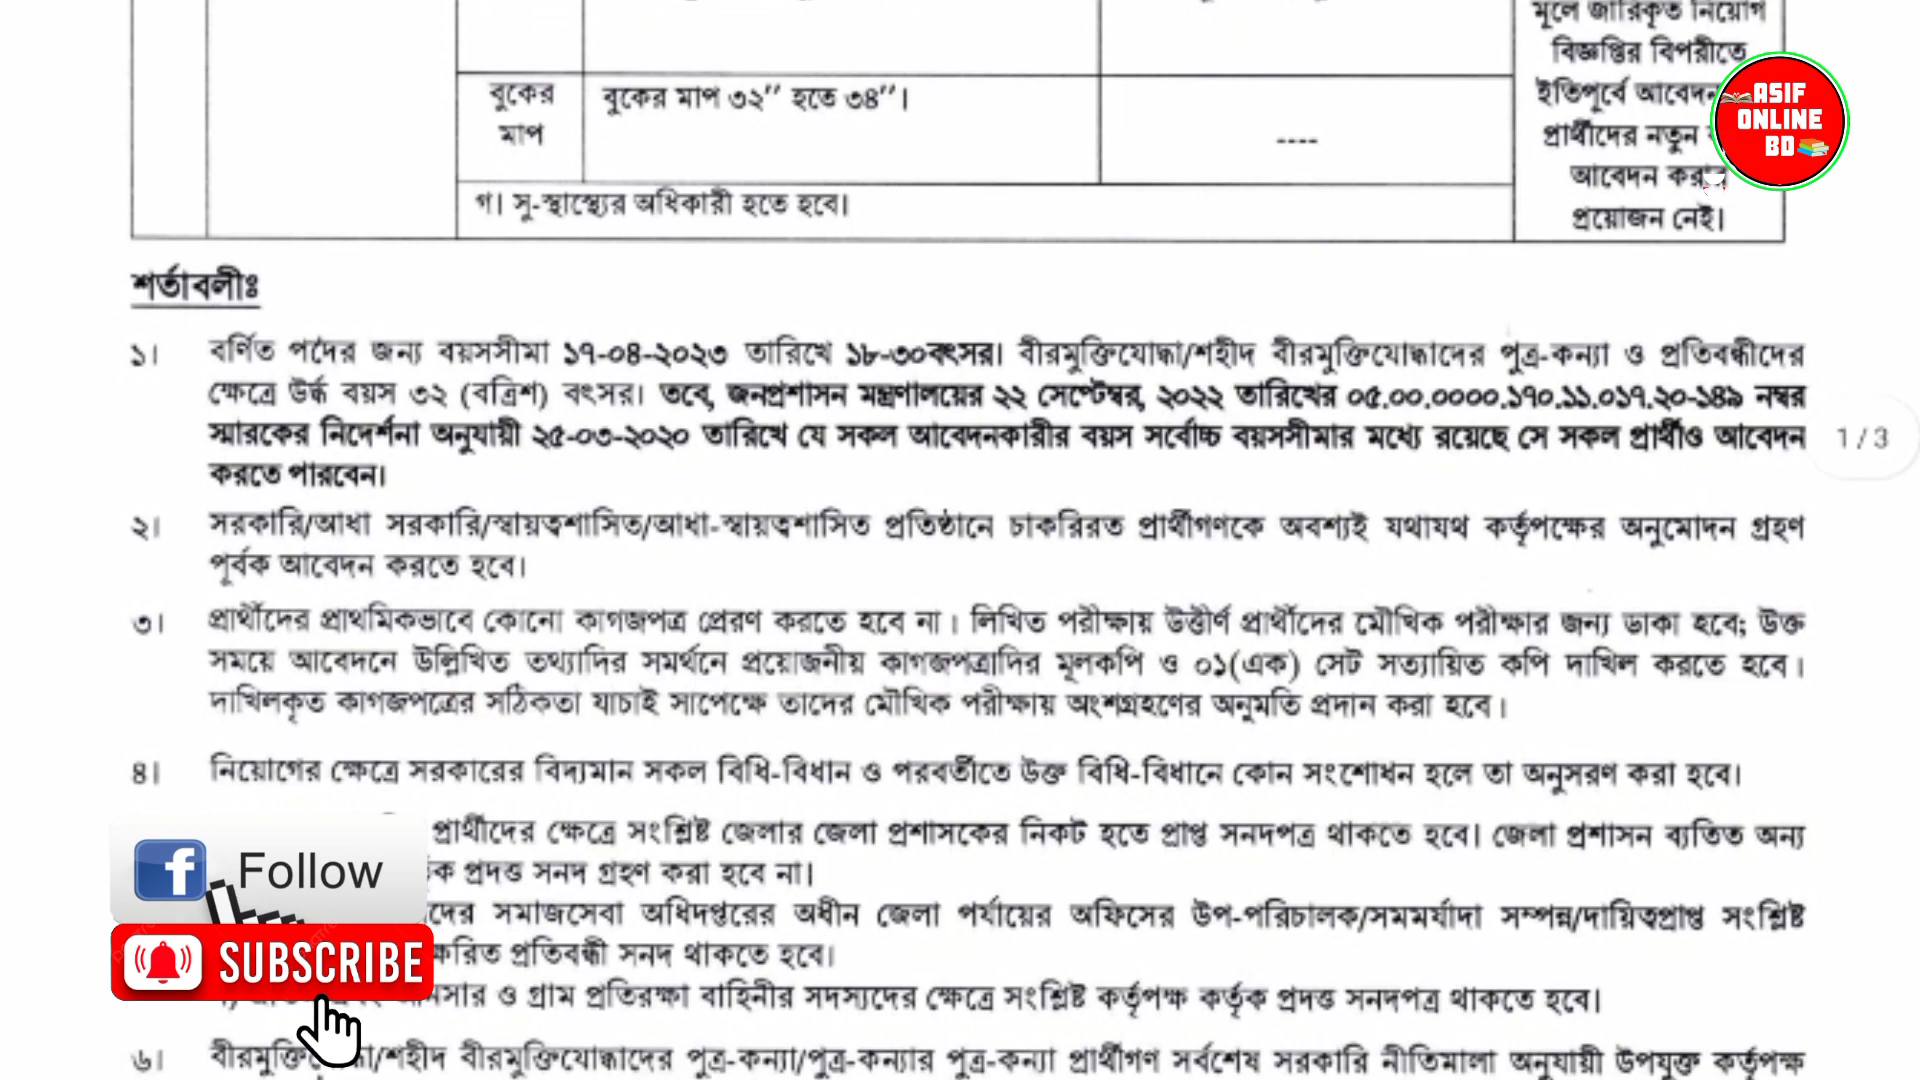 মূলে জারিকৃত নিয়োগ
বিজ্ঞপ্তির বিপরীতে
ইতিপূর্বে আবেদন
প্রার্থীদের নতুন
আবেদন করার
প্রয়োজন নেই।
ASIF
ONLINE
BD
বুকের মাপ
বুকের মাপ ৩২’’ হতে ৩৪’’।
----
গ। সু-স্বাস্থ্যের অধিকারী হতে হবে।
শর্তাবলীঃ
১। বর্ণিত পদের জন্য বয়সসীমা ১৭-০৪-২০২৩ তারিখে ১৮-৩০বৎসর। বীরমুক্তিযোদ্ধা/শহীদ বীরমুক্তিযোদ্ধাদের পুত্র-কন্যা ও প্রতিবন্ধীদের
ক্ষেত্রে উর্দ্ধ বয়স ৩২ (বত্রিশ) বৎসর। তবে, জনপ্রশাসন মন্ত্রণালয়ের ২২ সেপ্টেম্বর, ২০২২ তারিখের ০৫.০০.০০০০.১৭০.১১.০১৭.২০-১৪৯ নম্বর
স্মারকের নিদের্শনা অনুযায়ী ২৫-০৩-২০২০ তারিখে যে সকল আবেদনকারীর বয়স সর্বোচ্চ বয়সসীমার মধ্যে রয়েছে সে সকল প্রার্থীও আবেদন
করতে পারবেন।
1 / 3
২। সরকারি/আধা সরকারি/স্বায়ত্বশাসিত/আধা-স্বায়ত্বশাসিত প্রতিষ্ঠানে চাকরিরত প্রার্থীগণকে অবশ্যই যথাযথ কর্তৃপক্ষের অনুমোদন গ্রহণ
পূর্বক আবেদন করতে হবে।
৩। প্রার্থীদের প্রাথমিকভাবে কোনো কাগজপত্র প্রেরণ করতে হবে না। লিখিত পরীক্ষায় উত্তীর্ণ প্রার্থীদের মৌখিক পরীক্ষার জন্য ডাকা হবে; উক্ত
সময়ে আবেদনে উল্লিখিত তথ্যাদির সমর্থনে প্রয়োজনীয় কাগজপত্রাদির মূলকপি ও ০১(এক) সেট সত্যায়িত কপি দাখিল করতে হবে।
দাখিলকৃত কাগজপত্রের সঠিকতা যাচাই সাপেক্ষে তাদের মৌখিক পরীক্ষায় অংশগ্রহণের অনুমতি প্রদান করা হবে।
৪। নিয়োগের ক্ষেত্রে সরকারের বিদ্যমান সকল বিধি-বিধান ও পরবর্তীতে উক্ত বিধি-বিধানে কোন সংশোধন হলে তা অনুসরণ করা হবে।
প্রার্থীদের ক্ষেত্রে সংশ্লিষ্ট জেলার জেলা প্রশাসকের নিকট হতে প্রাপ্ত সনদপত্র থাকতে হবে। জেলা প্রশাসন ব্যতিত অন্য
প্রদত্ত সনদ গ্রহণ করা হবে না।
Follow
দের সমাজসেবা অধিদপ্তরের অধীন জেলা পর্যায়ের অফিসের উপ-পরিচালক/সমমর্যাদা সম্পন্ন/দায়িত্বপ্রাপ্ত সংশ্লিষ্ট
ক্ষরিত প্রতিবন্ধী সনদ থাকতে হবে।
SUBSCRIBE
নসার ও গ্রাম প্রতিরক্ষা বাহিনীর সদস্যদের ক্ষেত্রে সংশ্লিষ্ট কর্তৃপক্ষ কর্তৃক প্রদত্ত সনদপত্র থাকতে হবে।
৬। বীরমুক্তিযোদ্ধা/শহীদ বীরমুক্তিযোদ্ধাদের পুত্র-কন্যা/পুত্র-কন্যার পুত্র-কন্যা প্রার্থীগণ সর্বশেষ সরকারি নীতিমালা অনুযায়ী উপযুক্ত কর্তৃপক্ষ